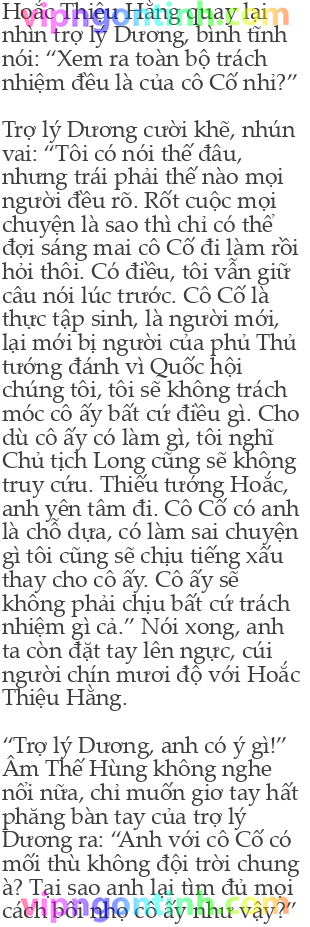 Hoắc Thiệu Hằng quay lại
vipngontinh.com
nhìn trợ lý Dương, bình tĩnh
nói: “Xem ra toàn bộ trách
nhiệm đều là của cô Cố nhỉ?”
Trợ lý Dương cười khẽ, nhún
vai: “Tôi có nói thế đâu,
nhưng trái phải thế nào mọi
người đều rõ. Rốt cuộc mọi
chuyện là sao thì chỉ có thể
đợi sáng mai cô Cố đi làm rồi
hỏi thôi. Có điều, tôi vẫn giữ
câu nói lúc trước. Cô Cố là
thực tập sinh, là người mới,
lại mới bị người của phủ Thủ
tướng đánh vì Quốc hội
chúng tôi, tôi sẽ không trách
móc cô ấy bất cứ điều gì. Cho
dù cô ấy có làm gì, tôi nghĩ
Chủ tịch Long cũng sẽ không
truy cứu. Thiếu tướng Hoắc,
anh yên tâm đi. Cô Cố có anh
là chỗ dựa, có làm sai chuyện
gì tôi cũng sẽ chịu tiếng xấu
thay cho cô ấy. Cô ấy sẽ
không phải chịu bất cứ trách
nhiệm gì cả.” Nói xong, anh
ta còn đặt tay lên ngực, cúi
người chín mươi độ với Hoắc
Thiệu Hằng.
“Trợ lý Dương, anh có ý gì!”
Âm Thế Hùng không nghe
nổi nữa, chỉ muốn giơ tay hất
phăng bàn tay của trợ lý
Dương ra: “Anh với cô Cố có
mối thù không đội trời chung
à? Tại sao anh lại tìm đủ mọi
cách bôi nhọ cô ấy như vậy?”
vipngontinh.com